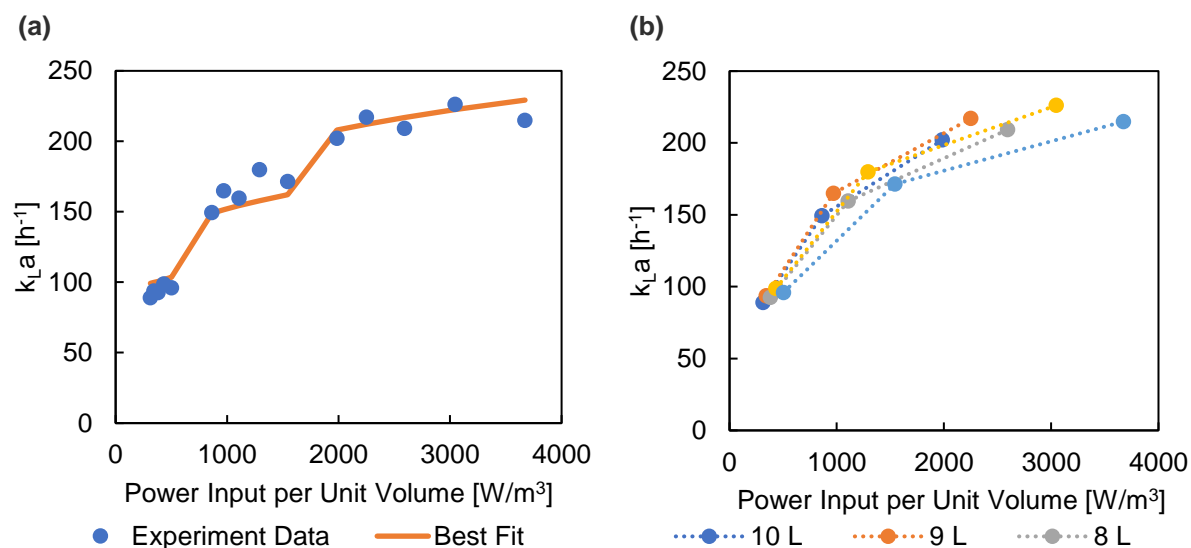 (a)
250
200
150
100
50
0
kLa [h-1]
0 1000 2000 3000 4000
Power Input per Unit Volume [W/m³]
Experiment Data Best Fit
(b)
250
200
150
100
50
0
kLa [h-1]
0 1000 2000 3000 4000
Power Input per Unit Volume [W/m³]
10 L 9 L 8 L